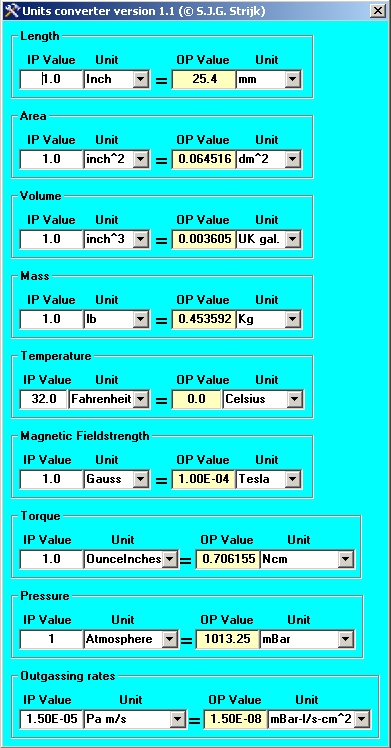 Units converter version 1.1 (© S.J.G. Strijk)
Length
IP Value Unit OP Value Unit
1.0 Inch = 25.4 mm
Area
IP Value Unit OP Value Unit
1.0 inch^2 = 0.064516 dm^2
Volume
IP Value Unit OP Value Unit
1.0 inch^3 = 0.003605 UK gal.
Mass
IP Value Unit OP Value Unit
1.0 lb = 0.453592 Kg
Temperature
IP Value Unit OP Value Unit
32.0 Fahrenheit = 0.0 Celsius
Magnetic Fieldstrength
IP Value Unit OP Value Unit
1.0 Gauss = 1.00E-04 Tesla
Torque
IP Value Unit OP Value Unit
1.0 OunceInches = 0.706155 Ncm
Pressure
IP Value Unit OP Value Unit
1 Atmosphere = 1013.25 mBar
Outgassing rates
IP Value Unit OP Value Unit
1.50E-05 Pa m/s = 1.50E-08 mBar-l/s-cm^2